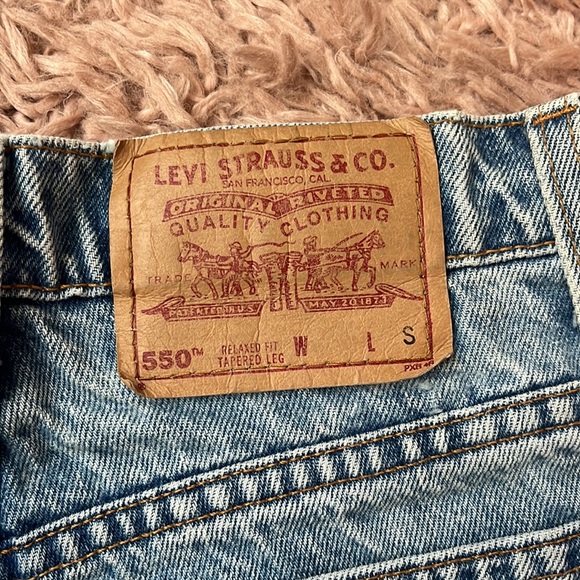 LEVI STRAUSS & CO.
SAN FRANCISCO, CAL.
ORIGINAL RIVETED
QUALITY CLOTHING
TRADE MARK
PATENTED IN U.S. MAY 20 1873
550™ RELAXED FIT W L S
TAPERED LEG